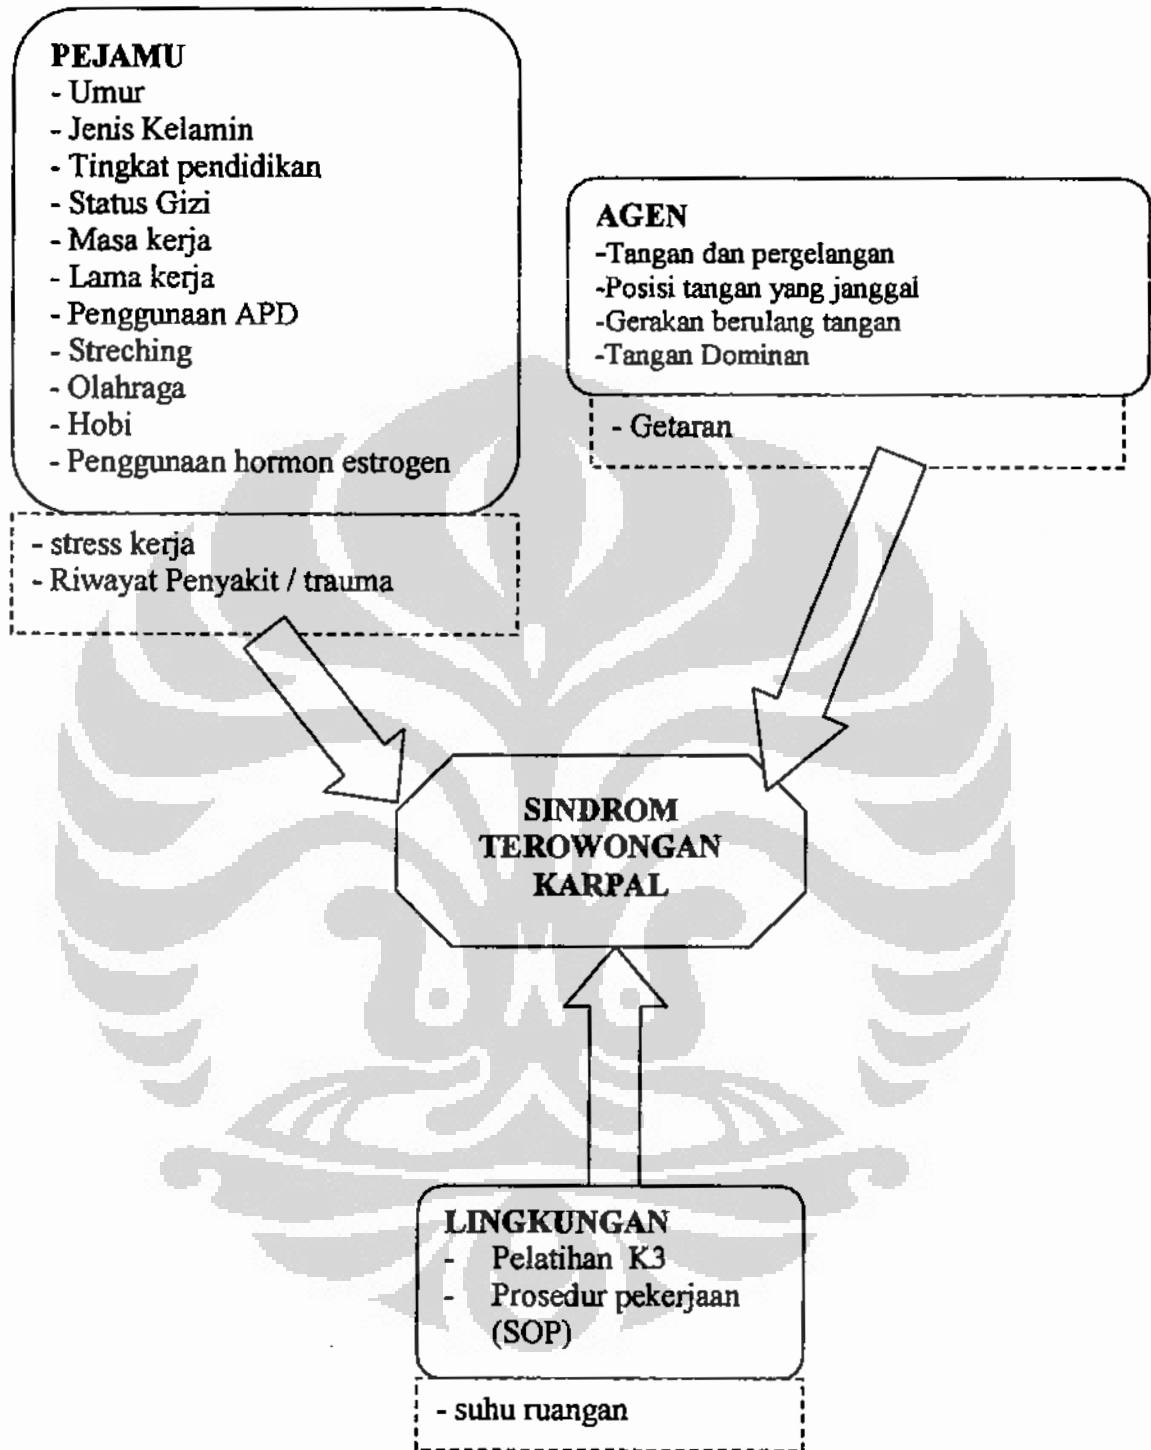 PEJAMU
- Umur
- Jenis Kelamin
- Tingkat pendidikan
- Status Gizi
- Masa kerja
- Lama kerja
- Penggunaan APD
- Streching
- Olahraga
- Hobi
- Penggunaan hormon estrogen
- stress kerja
- Riwayat Penyakit / trauma
AGEN
-Tangan dan pergelangan
-Posisi tangan yang janggal
-Gerakan berulang tangan
-Tangan Dominan
- Getaran
SINDROM
TEROWONGAN
KARPAL
LINGKUNGAN
- Pelatihan K3
- Prosedur pekerjaan
(SOP)
- suhu ruangan